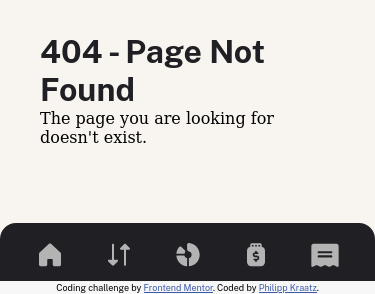 404 - Page Not
Found
The page you are looking for
doesn't exist.
$
Coding challenge by Frontend Mentor. Coded by Philipp Kraatz.